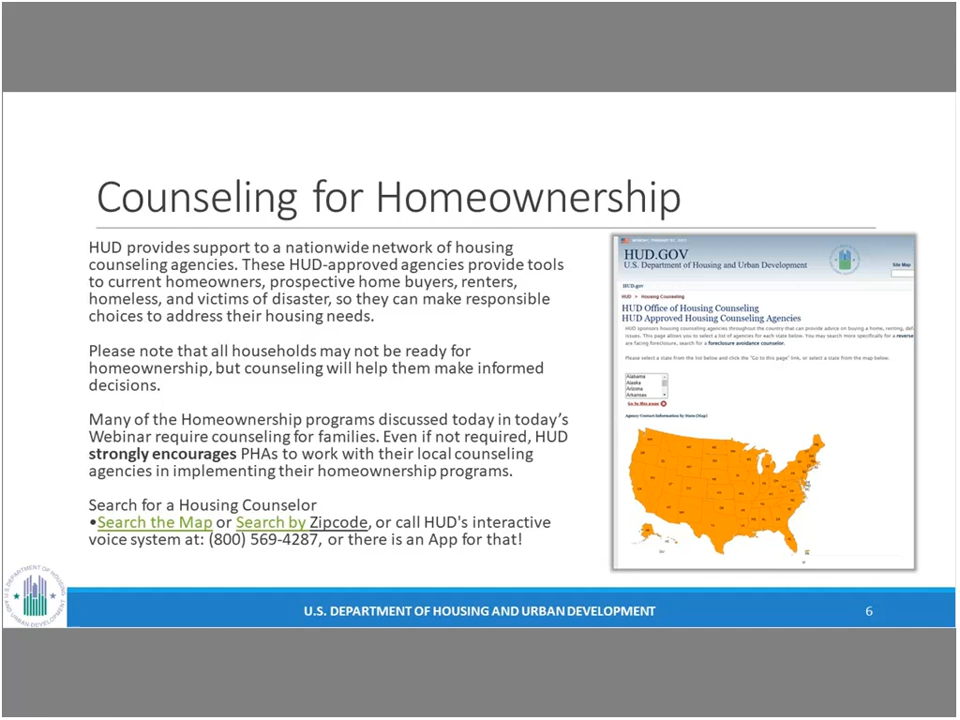 Counseling for Homeownership
HUD provides support to a nationwide network of housing
counseling agencies. These HUD-approved agencies provide tools
to current homeowners, prospective home buyers, renters,
homeless, and victims of disaster, so they can make responsible
choices to address their housing needs.
Please note that all households may not be ready for
homeownership, but counseling will help them make informed
decisions.
Many of the Homeownership programs discussed today in today's
Webinar require counseling for families. Even if not required, HUD
strongly encourages PHAs to work with their local counseling
agencies in implementing their homeownership programs.
Search for a Housing Counselor
•Search the Map or Search by Zipcode, or call HUD's interactive
voice system at: (800) 569-4287, or there is an App for that!
HUD.GOV
U.S. Department of Housing and Urban Development
Site Map
HUD.gov
HUD > Housing Counseling
HUD Office of Housing Counseling
HUD Approved Housing Counseling Agencies
HUD sponsors housing counseling agencies throughout the country that can provide advice on buying a home, renting, def
issues. This page allows you to select a list of agencies for each state below. You may search more specifically for a reverse
are facing foreclosure, search for a foreclosure avoidance counselor.
Please select a state from the list below and click the "Go to this page" link, or select a state from the map below.
Alabama
Alaska
Arizona
Arkansas
Go to this page
Agency Contact Information by State (Map)
U.S. DEPARTMENT OF HOUSING
AND URBAN DEVELOPMENT
U.S. DEPARTMENT OF HOUSING AND URBAN DEVELOPMENT
6